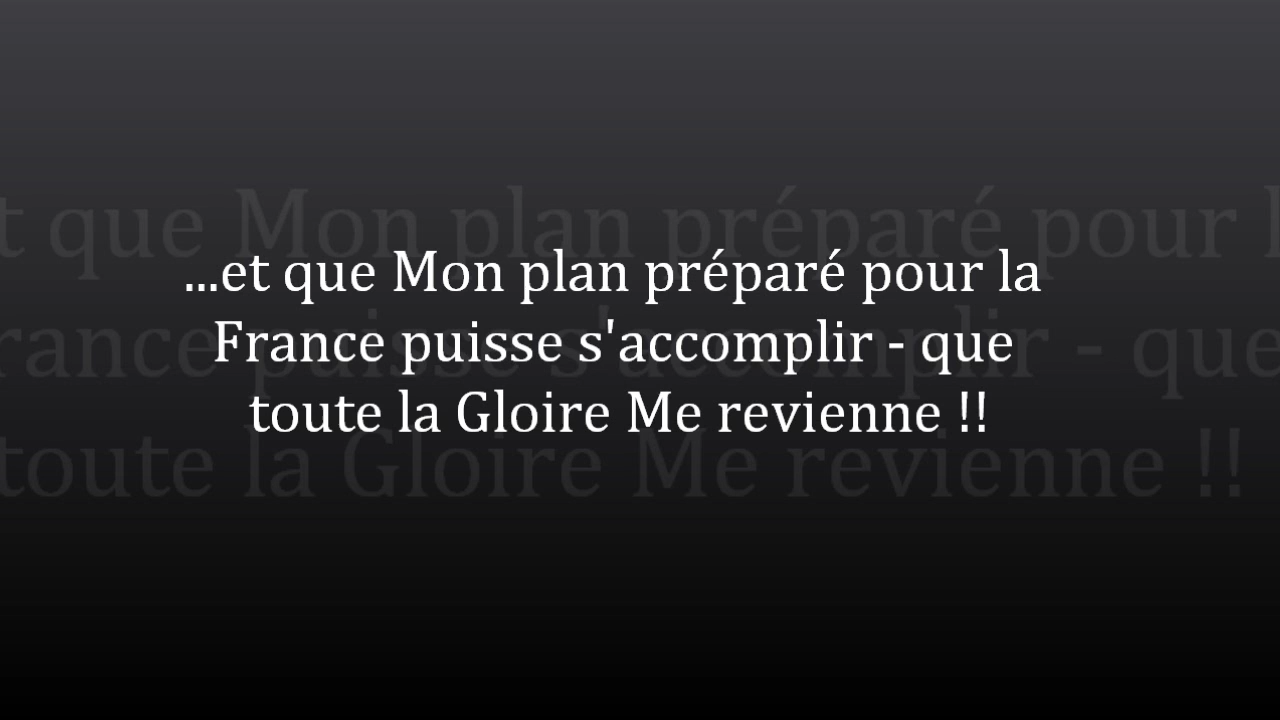 ...et que Mon plan préparé pour la
France puisse s'accomplir - que
toute la Gloire Me revienne !!